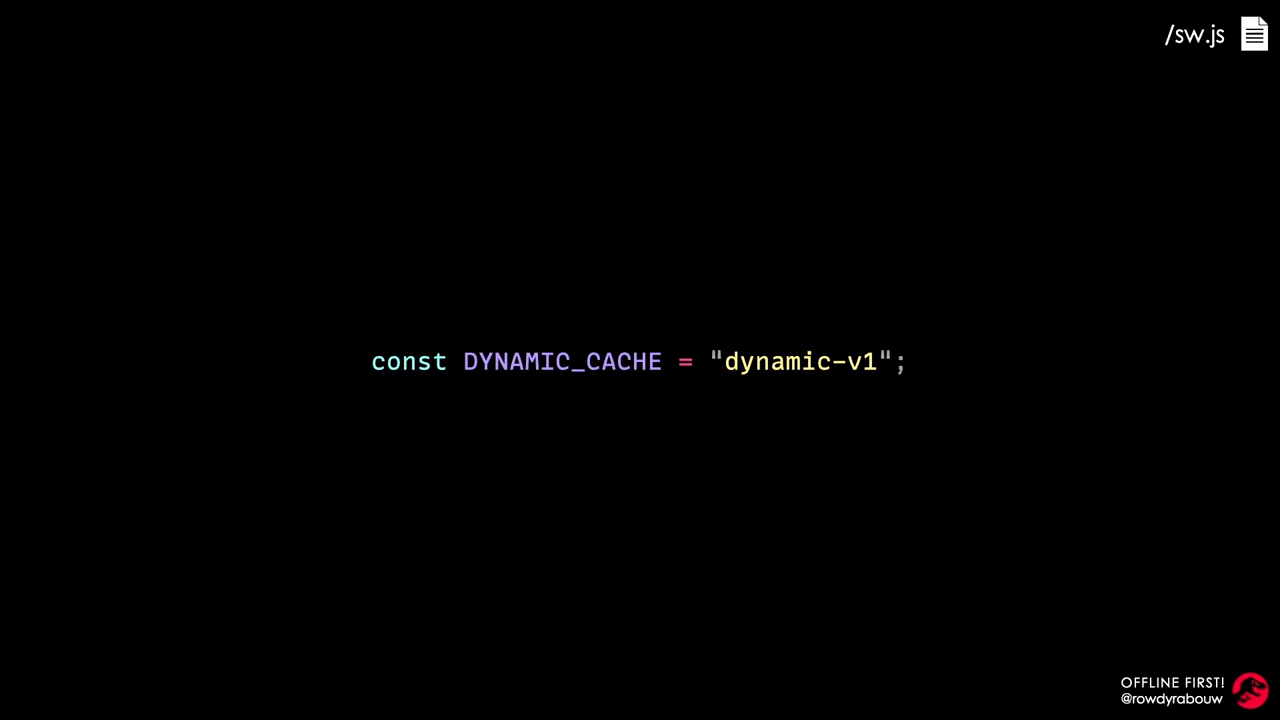 /sw.js
const DYNAMIC_CACHE = "dynamic-v1";
OFFLINE FIRST!
@rowdyrabouw